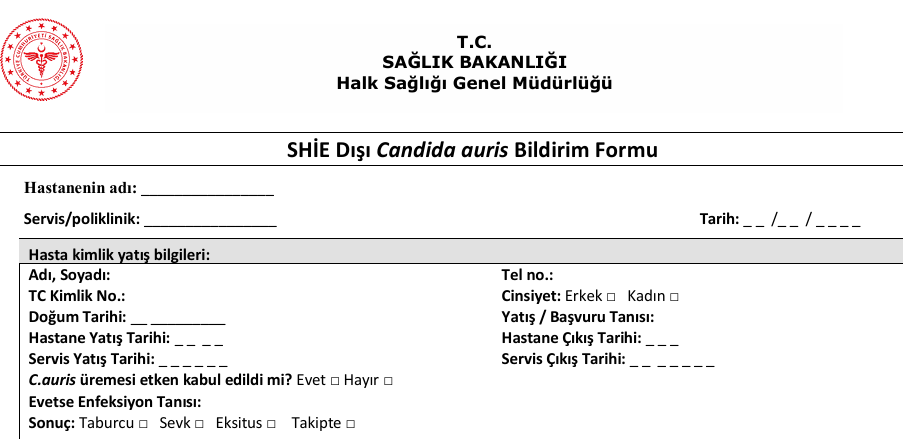 T.C.
SAĞLIK BAKANLIĞI
Halk Sağlığı Genel Müdürlüğü
SHİE Dışı Candida auris Bildirim Formu
Hastanenin adı: _______________
Servis/poliklinik: _______________ Tarih: _ _ /_ _ / _ _ _ _
Hasta kimlik yatış bilgileri:
Adı, Soyadı: Tel no.:
TC Kimlik No.: Cinsiyet: Erkek □ Kadın □
Doğum Tarihi: __ _________ Yatış / Başvuru Tanısı:
Hastane Yatış Tarihi: _ _ _ _ Hastane Çıkış Tarihi: _ _ _
Servis Yatış Tarihi: _ _ _ _ _ _ Servis Çıkış Tarihi: _ _ _ _ _ _ _
C.auris üremesi etken kabul edildi mi? Evet □ Hayır □
Evetse Enfeksiyon Tanısı:
Sonuç: Taburcu □ Sevk □ Eksitus □ Takipte □